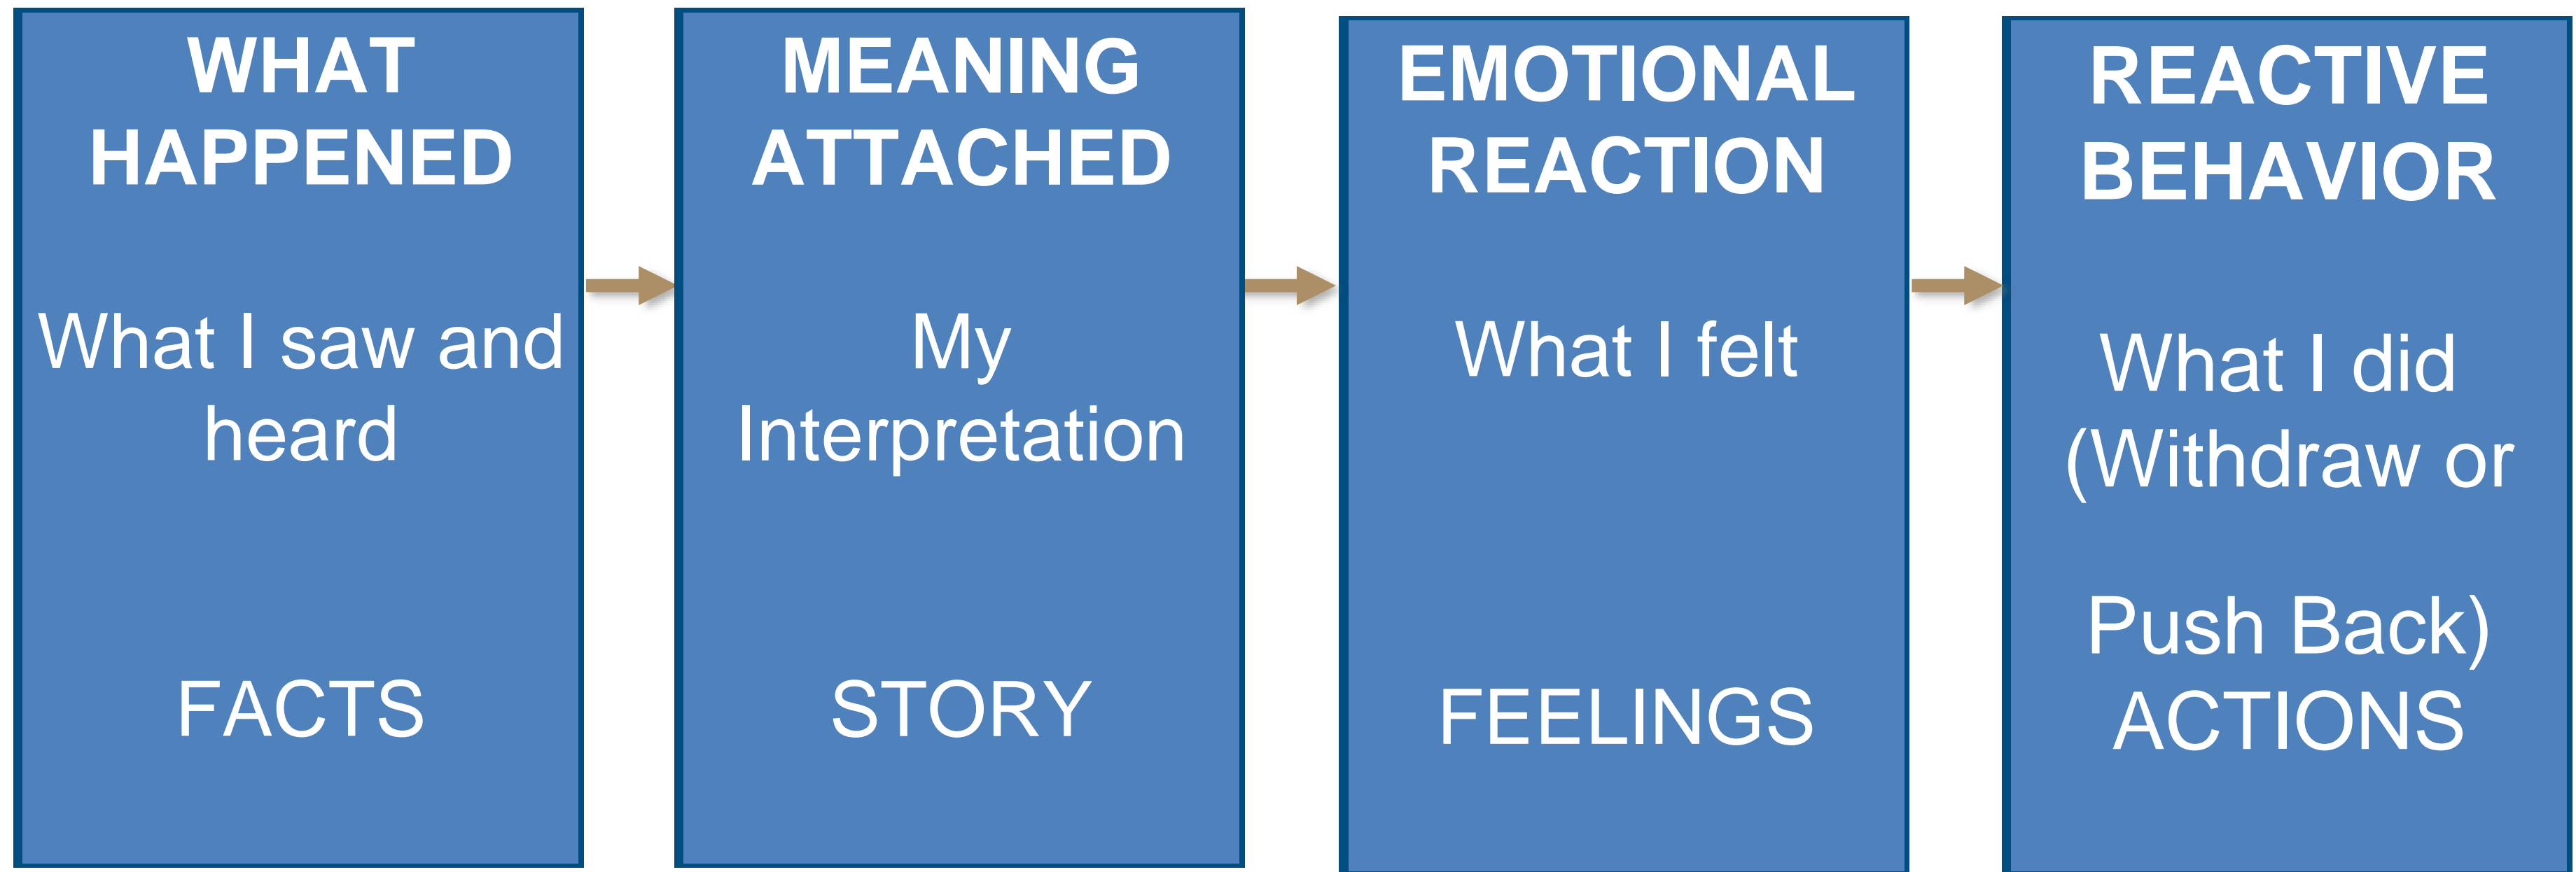 WHAT
HAPPENED
What I saw and
heard
FACTS
MEANING
ATTACHED
My
Interpretation
STORY
EMOTIONAL
REACTION
What I felt
FEELINGS
REACTIVE
BEHAVIOR
What I did
(Withdraw or
Push Back)
ACTIONS